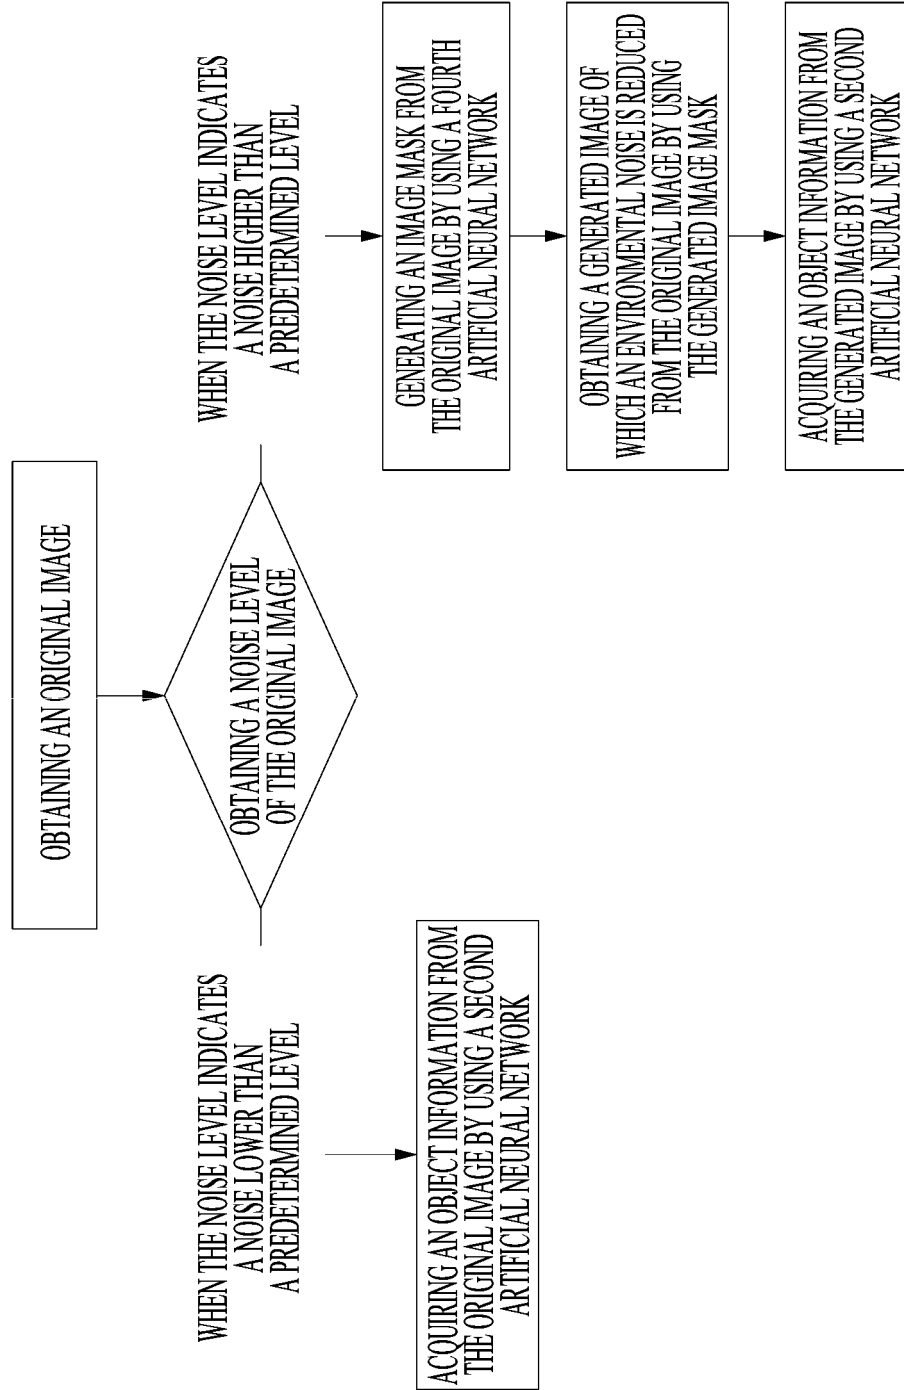 OBTAINING AN ORIGINAL IMAGE
OBTAINING A NOISE LEVEL
OF THE ORIGINAL IMAGE
WHEN THE NOISE LEVEL INDICATES
A NOISE LOWER THAN
A PREDETERMINED LEVEL
ACQUIRING AN OBJECT INFORMATION FROM
THE ORIGINAL IMAGE BY USING A SECOND
ARTIFICIAL NEURAL NETWORK
WHEN THE NOISE LEVEL INDICATES
A NOISE HIGHER THAN
A PREDETERMINED LEVEL
GENERATING AN IMAGE MASK FROM
THE ORIGINAL IMAGE BY USING A FOURTH
ARTIFICIAL NEURAL NETWORK
OBTAINING A GENERATED IMAGE OF
WHICH AN ENVIRONMENTAL NOISE IS REDUCED
FROM THE ORIGINAL IMAGE BY USING
THE GENERATED IMAGE MASK
ACQUIRING AN OBJECT INFORMATION FROM
THE GENERATED IMAGE BY USING A SECOND
ARTIFICIAL NEURAL NETWORK